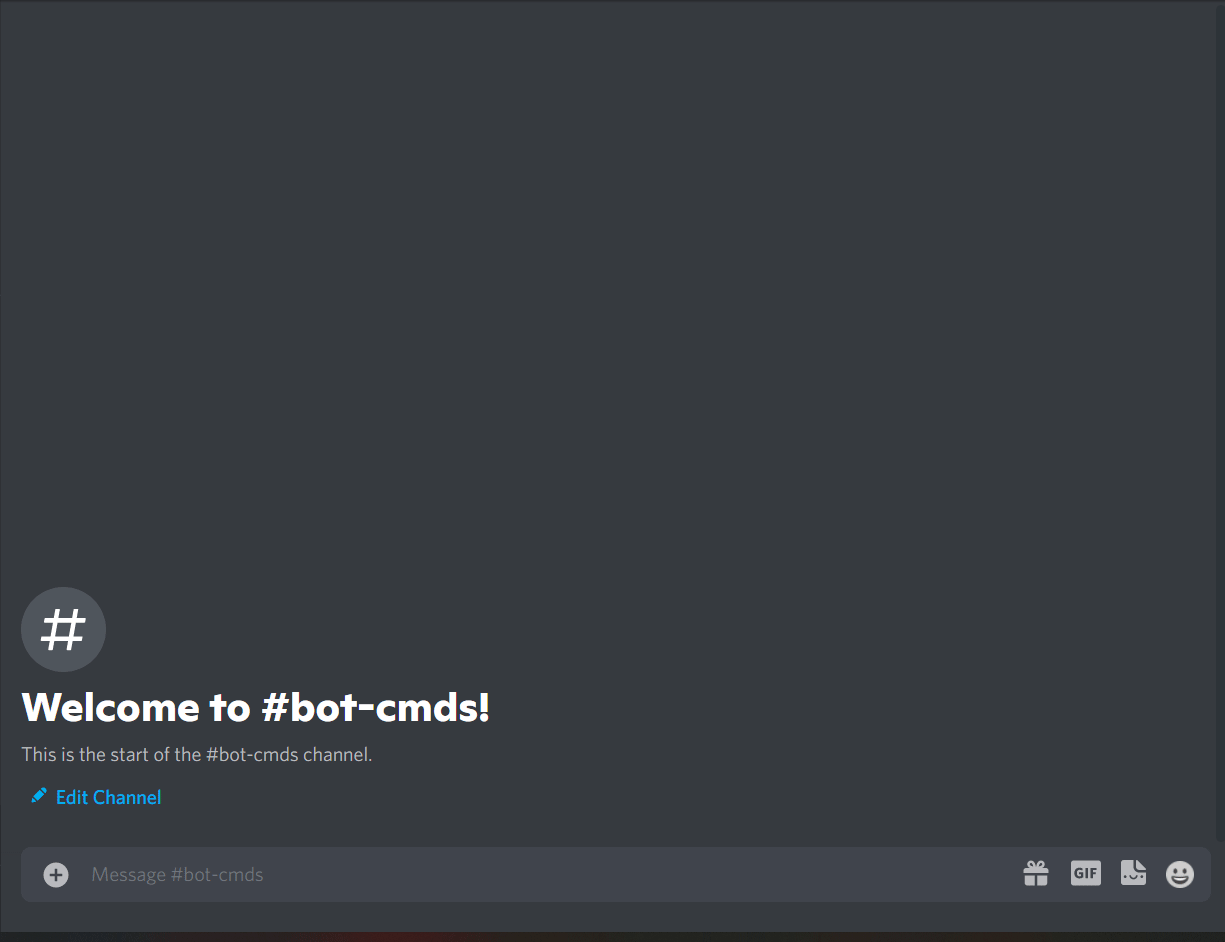 #
Welcome to #bot-cmds!
This is the start of the #bot-cmds channel.
Edit Channel
Message #bot-cmds
GIF